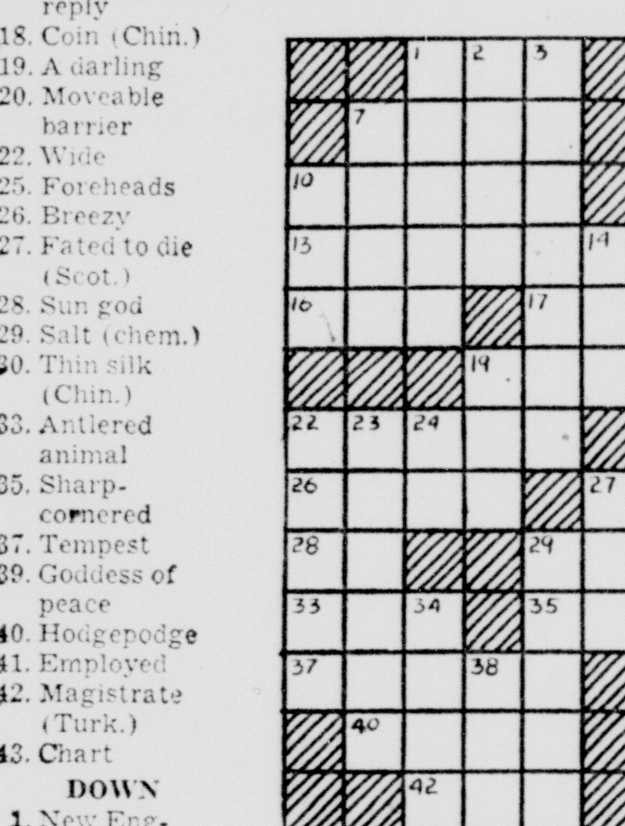 reply
18. Coin (Chin.)
19. A darling
20. Moveable
barrier
22. Wide
25. Foreheads
26. Breezy
27. Fated to die
(Scot.)
28. Sun god
29. Salt (chem.)
30. Thin silk
(Chin.)
33. Antlered
animal
35. Sharp-
cornered
37. Tempest
39. Goddess of
peace
40. Hodgepodge
41. Employed
42. Magistrate
(Turk.)
43. Chart
DOWN
1. New Eng-
1 2 3
7
10
13 14
16 17
19
22 23 24
26 27
28 29
33 34 35
37 38
40
42